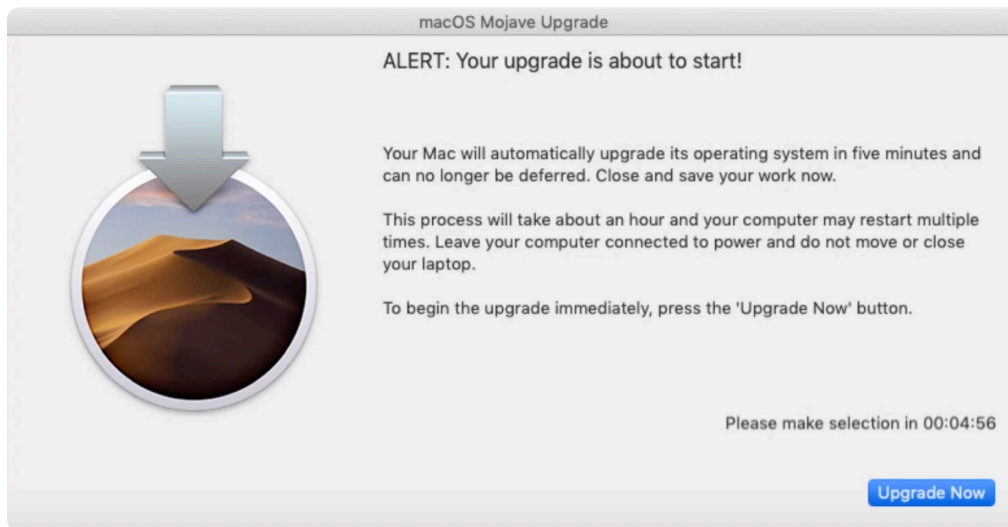 macOS Mojave Upgrade
ALERT: Your upgrade is about to start!
Your Mac will automatically upgrade its operating system in five minutes and
can no longer be deferred. Close and save your work now.
This process will take about an hour and your computer may restart multiple
times. Leave your computer connected to power and do not move or close
your laptop.
To begin the upgrade immediately, press the 'Upgrade Now' button.
Please make selection in 00:04:56
Upgrade Now